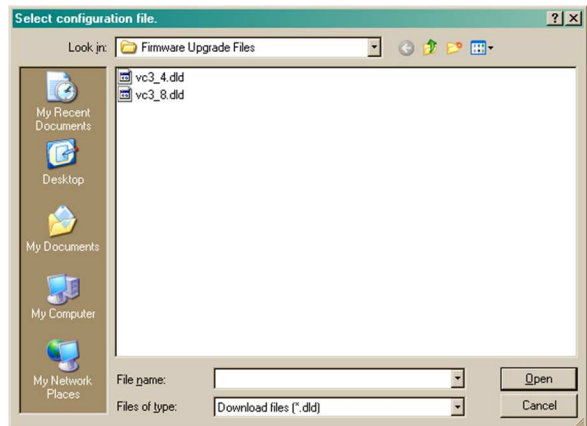 Select configuration file.
Look in:
Firmware Upgrade Files
My Recent
Documents
Desktop
My Documents
My Computer
My Network
Places
vc3_4.dld
vc3_8.dld
File name:
Open
Files of type:
Download files (*.dld)
Cancel